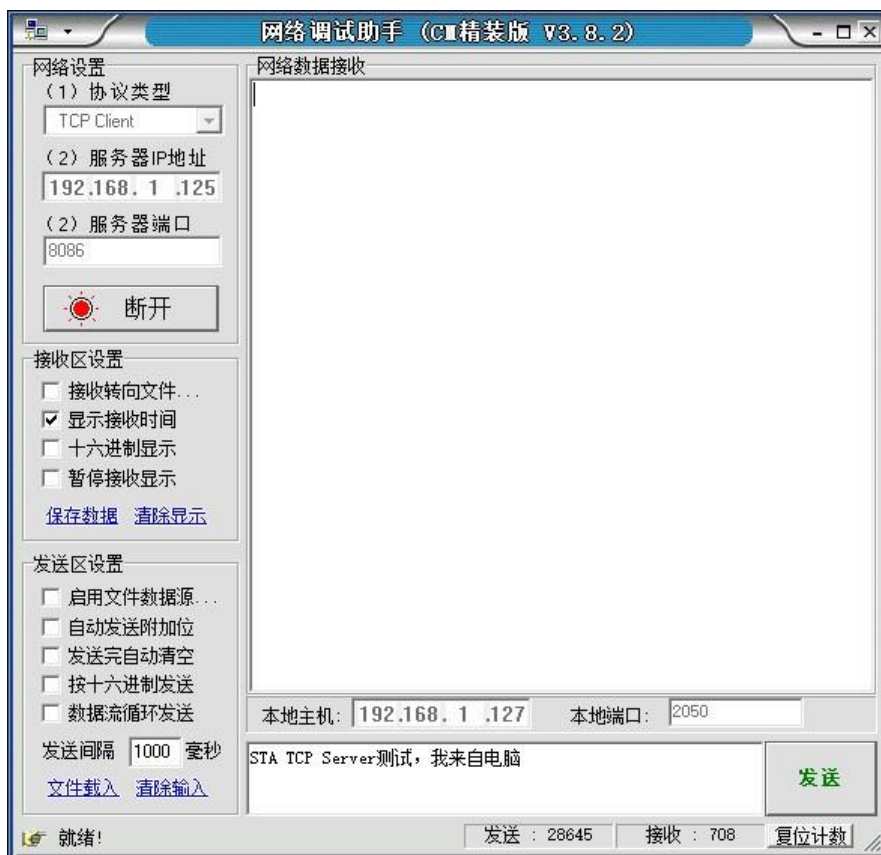 网络调试助手 (CⅢ精装版 V3.8.2)
网络设置
(1) 协议类型
TCP Client
(2) 服务器IP地址
192.168. 1 .125
(2) 服务器端口
8086
断开
接收区设置
接收转向文件...
显示接收时间
十六进制显示
暂停接收显示
保存数据 清除显示
发送区设置
启用文件数据源...
自动发送附加位
发送完自动清空
按十六进制发送
数据流循环发送
发送间隔 1000 毫秒
文件载入 清除输入
网络数据接收
本地主机: 192.168. 1 .127 本地端口: 2050
STA TCP Server测试，我来自电脑
发送
就绪!
发送 : 28645 接收 : 708 复位计数